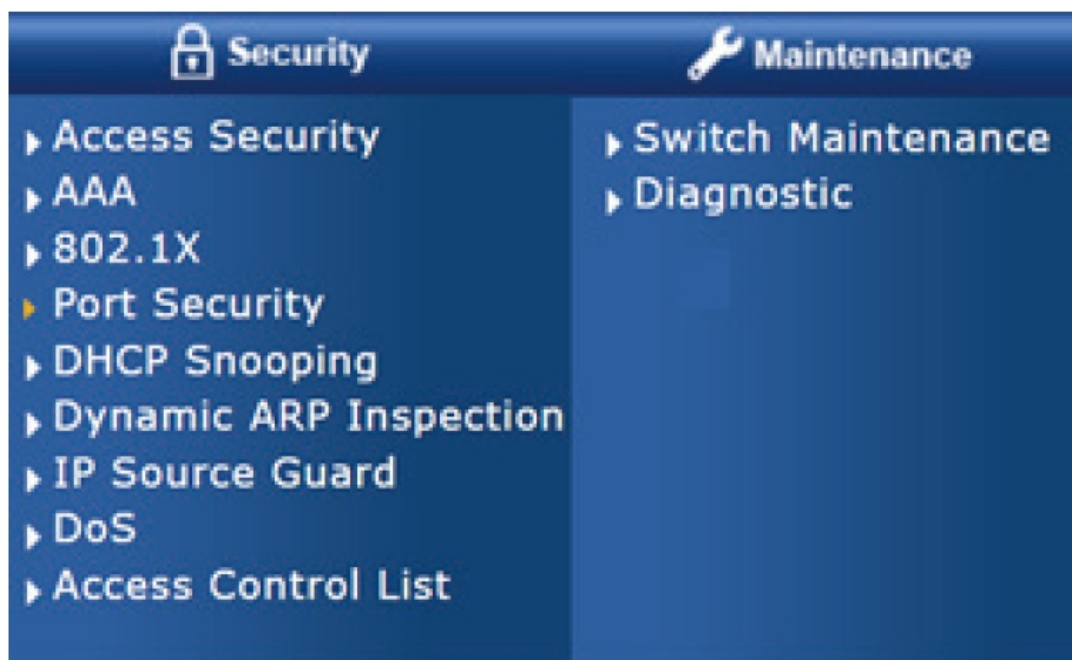 Security
Access Security
AAA
802.1X
Port Security
DHCP Snooping
Dynamic ARP Inspection
IP Source Guard
DoS
Access Control List
Maintenance
Switch Maintenance
Diagnostic